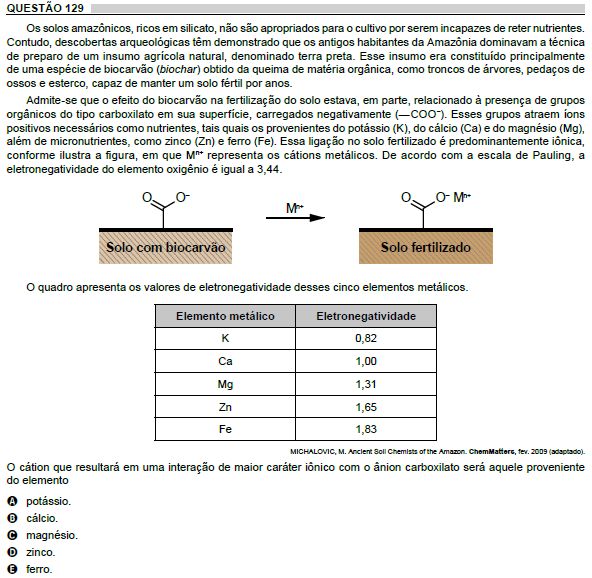 QUESTÃO 129
Os solos amazônicos, ricos em silicato, não são apropriados para o cultivo por serem incapazes de reter nutrientes.
Contudo, descobertas arqueológicas têm demonstrado que os antigos habitantes da Amazônia dominavam a técnica
de preparo de um insumo agrícola natural, denominado terra preta. Esse insumo era constituído principalmente
de uma espécie de biocarvão (biochar) obtido da queima de matéria orgânica, como troncos de árvores, pedaços de
ossos e esterco, capaz de manter um solo fértil por anos.
Admite-se que o efeito do biocarvão na fertilização do solo estava, em parte, relacionado à presença de grupos
orgânicos do tipo carboxilato em sua superfície, carregados negativamente (—COO⁻). Esses grupos atraem íons
positivos necessários como nutrientes, tais quais os provenientes do potássio (K), do cálcio (Ca) e do magnésio (Mg),
além de micronutrientes, como zinco (Zn) e ferro (Fe). Essa ligação no solo fertilizado é predominantemente iônica,
conforme ilustra a figura, em que Mⁿ⁺ representa os cátions metálicos. De acordo com a escala de Pauling, a
eletronegatividade do elemento oxigênio é igual a 3,44.
O O⁻ Mⁿ⁺ O O⁻ Mⁿ⁺
Solo com biocarvão Solo fertilizado
O quadro apresenta os valores de eletronegatividade desses cinco elementos metálicos.
Elemento metálico Eletronegatividade
K 0,82
Ca 1,00
Mg 1,31
Zn 1,65
Fe 1,83
MICHALOVIC, M. Ancient Soil Chemists of the Amazon. ChemMatters, fev. 2009 (adaptado).
O cátion que resultará em uma interação de maior caráter iônico com o ânion carboxilato será aquele proveniente
do elemento
A potássio.
B cálcio.
C magnésio.
D zinco.
E ferro.